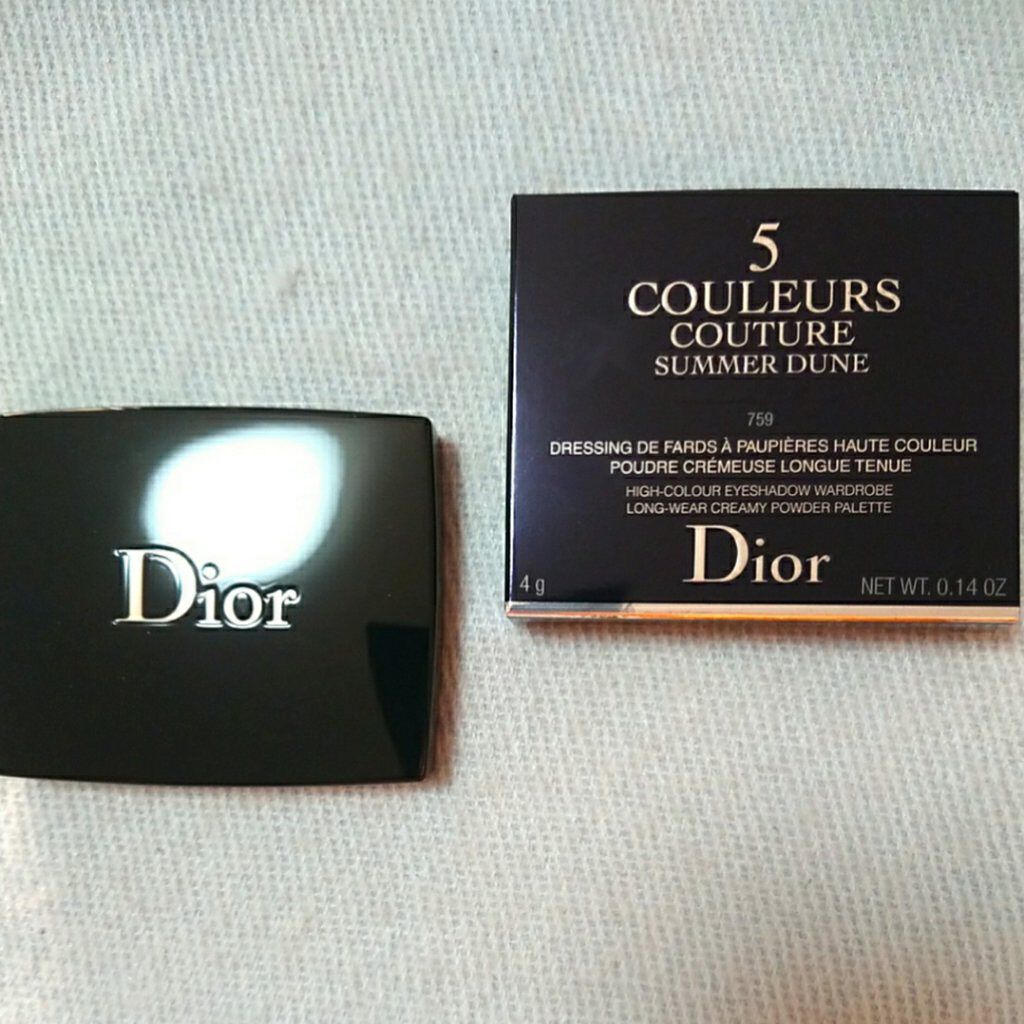 Dior
5
COULEURS
COUTURE
SUMMER DUNE
759
DRESSING DE FARDS À PAUPIÈRES HAUTE COULEUR
POUDRE CRÉMEUSE LONGUE TENUE
HIGH-COLOUR EYESHADOW WARDROBE
LONG-WEAR CREAMY POWDER PALETTE
Dior
4 g NET WT. 0.14 OZ